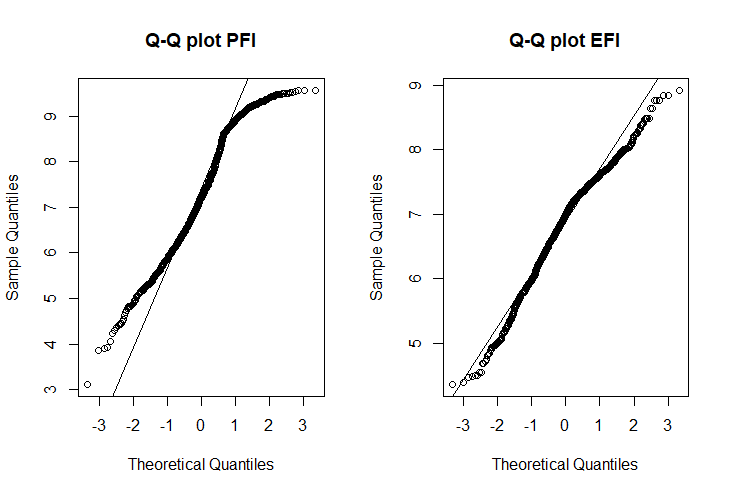 Q-Q plot PFI
Sample Quantiles
9
8
7
6
5
4
3
-3 -2 -1 0 1 2 3
Theoretical Quantiles
Q-Q plot EFI
Sample Quantiles
9
8
7
6
5
-3 -2 -1 0 1 2 3
Theoretical Quantiles